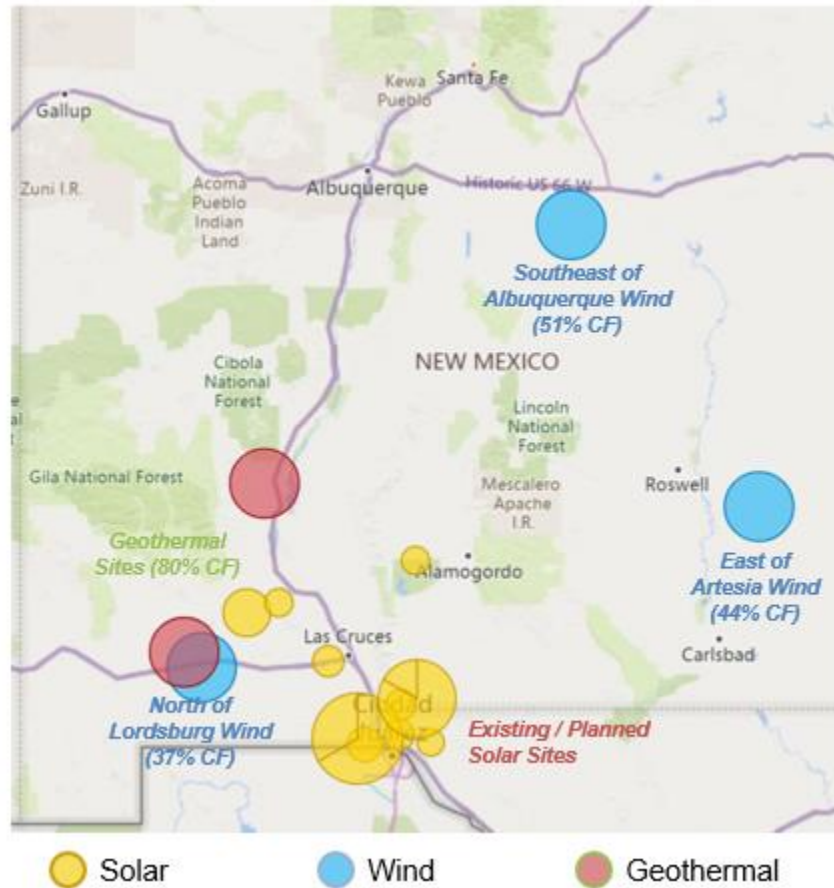 Santa Fe
Kewa
Pueblo
Gallup
Zuni I.R.
Acoma
Pueblo
Indian
Land
Albuquerque
Historic US 66 W
Southeast of
Albuquerque Wind
(51% CF)
NEW MEXICO
Cibola
National
Forest
Lincoln
National
Forest
Gila National Forest
Mescalero
Apache
I.R.
Roswell
Geothermal
Sites (80% CF)
Alamogordo
East of
Artesia Wind
(44% CF)
Las Cruces
Carlsbad
North of
Lordsburg Wind
(37% CF)
Ciudad
Existing / Planned
Solar Sites
Solar
Wind
Geothermal